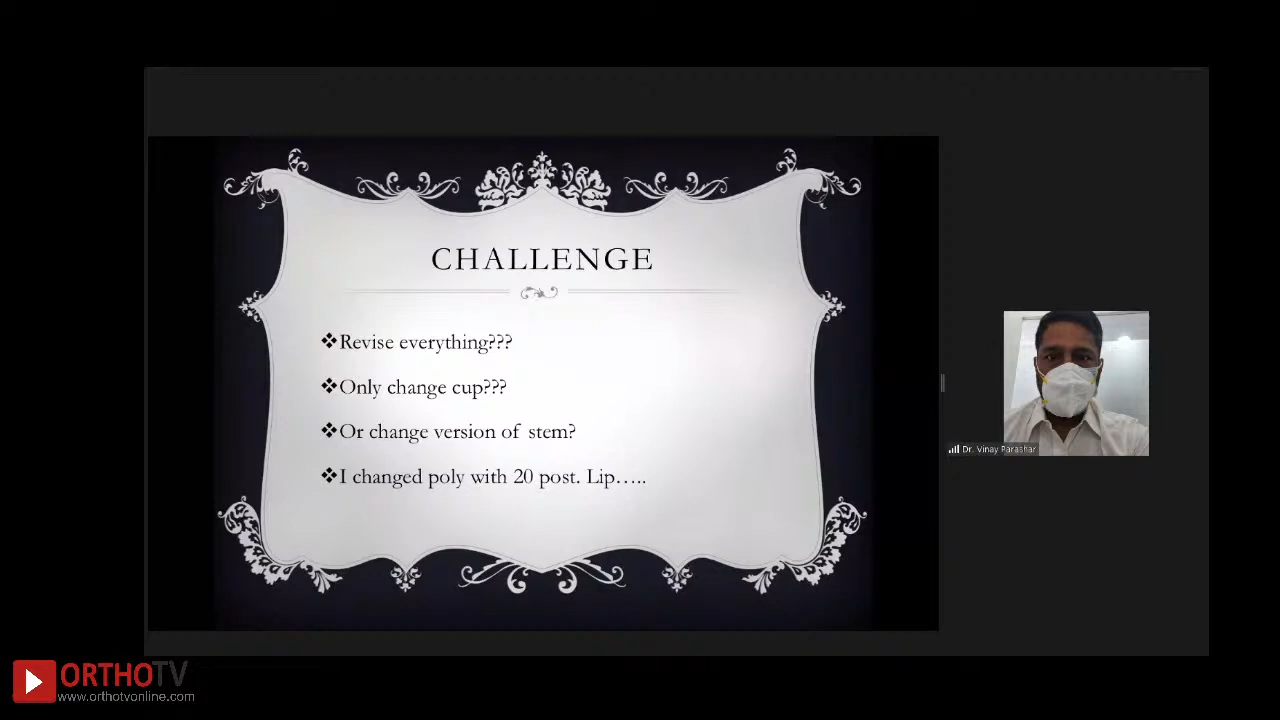 CHALLENGE
❖Revise everything???
❖Only change cup???
❖Or change version of stem?
❖I changed poly with 20 post. Lip…..
Dr. Vinay Parashar
ORTHOTV
www.orthotvonline.com